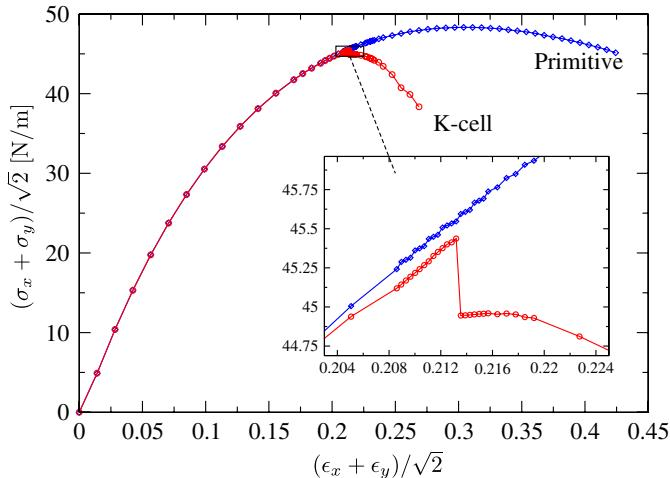 50
40
30
20
10
0
(σx + σy)/√2 [N/m]
Primitive
K-cell
45.75
45.5
45.25
45
44.75
0.204 0.208 0.212 0.216 0.22 0.224
0 0.05 0.1 0.15 0.2 0.25 0.3 0.35 0.4 0.45
(ϵx + ϵy)/√2